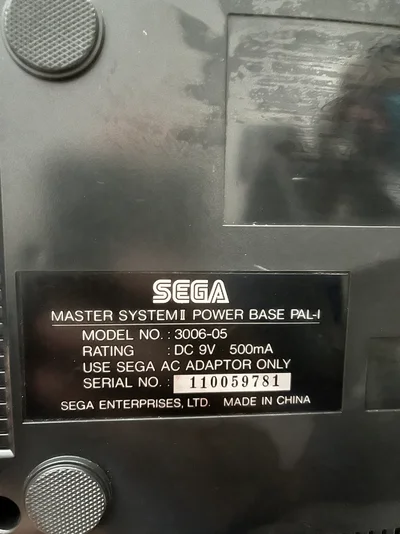 SEGA
MASTER SYSTEM II POWER BASE PAL-I
MODEL NO. : 3006-05
RATING : DC 9V 500mA
USE SEGA AC ADAPTOR ONLY
SERIAL NO. : 110059781
SEGA ENTERPRISES, LTD. MADE IN CHINA